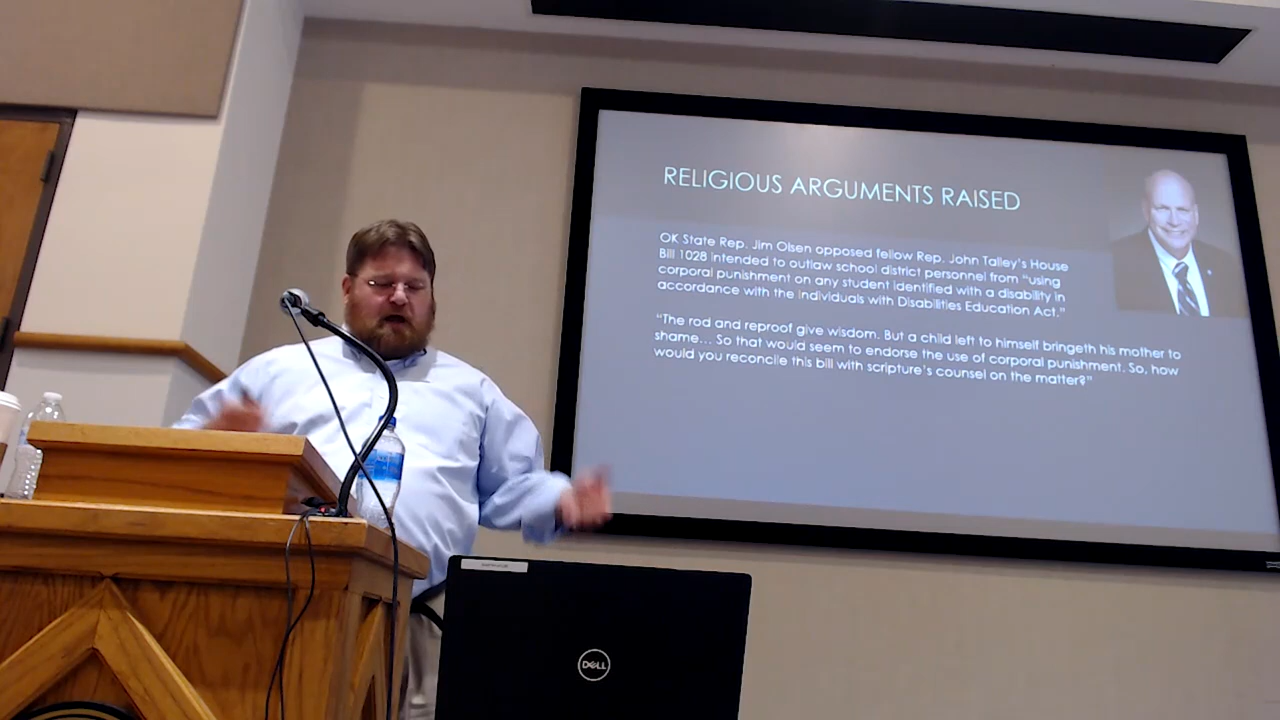 RELIGIOUS ARGUMENTS RAISED
OK State Rep. Jim Olsen opposed fellow Rep. John Talley's House
Bill 1028 intended to outlaw school district personnel from "using
corporal punishment on any student identified with a disability in
accordance with the Individuals with Disabilities Education Act."
"The rod and reproof give wisdom. But a child left to himself bringeth his mother to
shame... So that would seem to endorse the use of corporal punishment. So, how
would you reconcile this bill with scripture's counsel on the matter?"
DELL